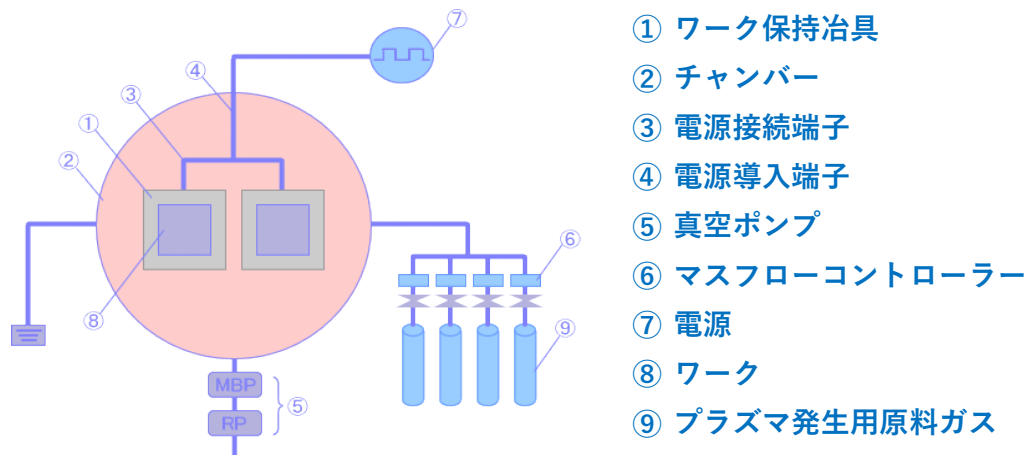 ⑦
④
③
①
②
⑥
⑧
⑨
MBP
⑤
RP
① ワーク保持冶具
② チャンバー
③ 電源接続端子
④ 電源導入端子
⑤ 真空ポンプ
⑥ マスフローコントローラー
⑦ 電源
⑧ ワーク
⑨ プラズマ発生用原料ガス